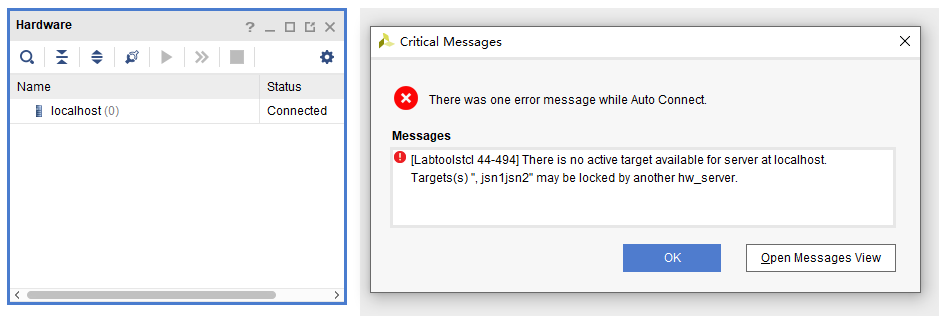 Hardware
Name Status
localhost (0) Connected
Critical Messages
There was one error message while Auto Connect.
Messages
[Labtoolstcl 44-494] There is no active target available for server at localhost.
Targets(s) ", jsn1jsn2" may be locked by another hw_server.
OK
Open Messages View